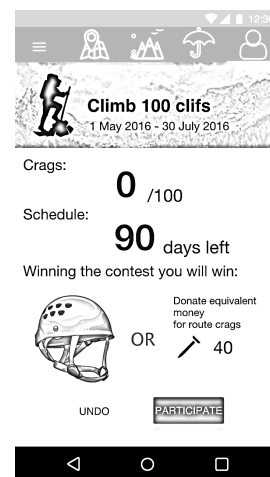 12:30
Climb 100 clifs
1 May 2016 - 30 July 2016
Crags:
0 /100
Schedule:
90 days left
Winning the contest you will win:
Donate equivalent
money
for route crags
OR
40
UNDO PARTICIPATE